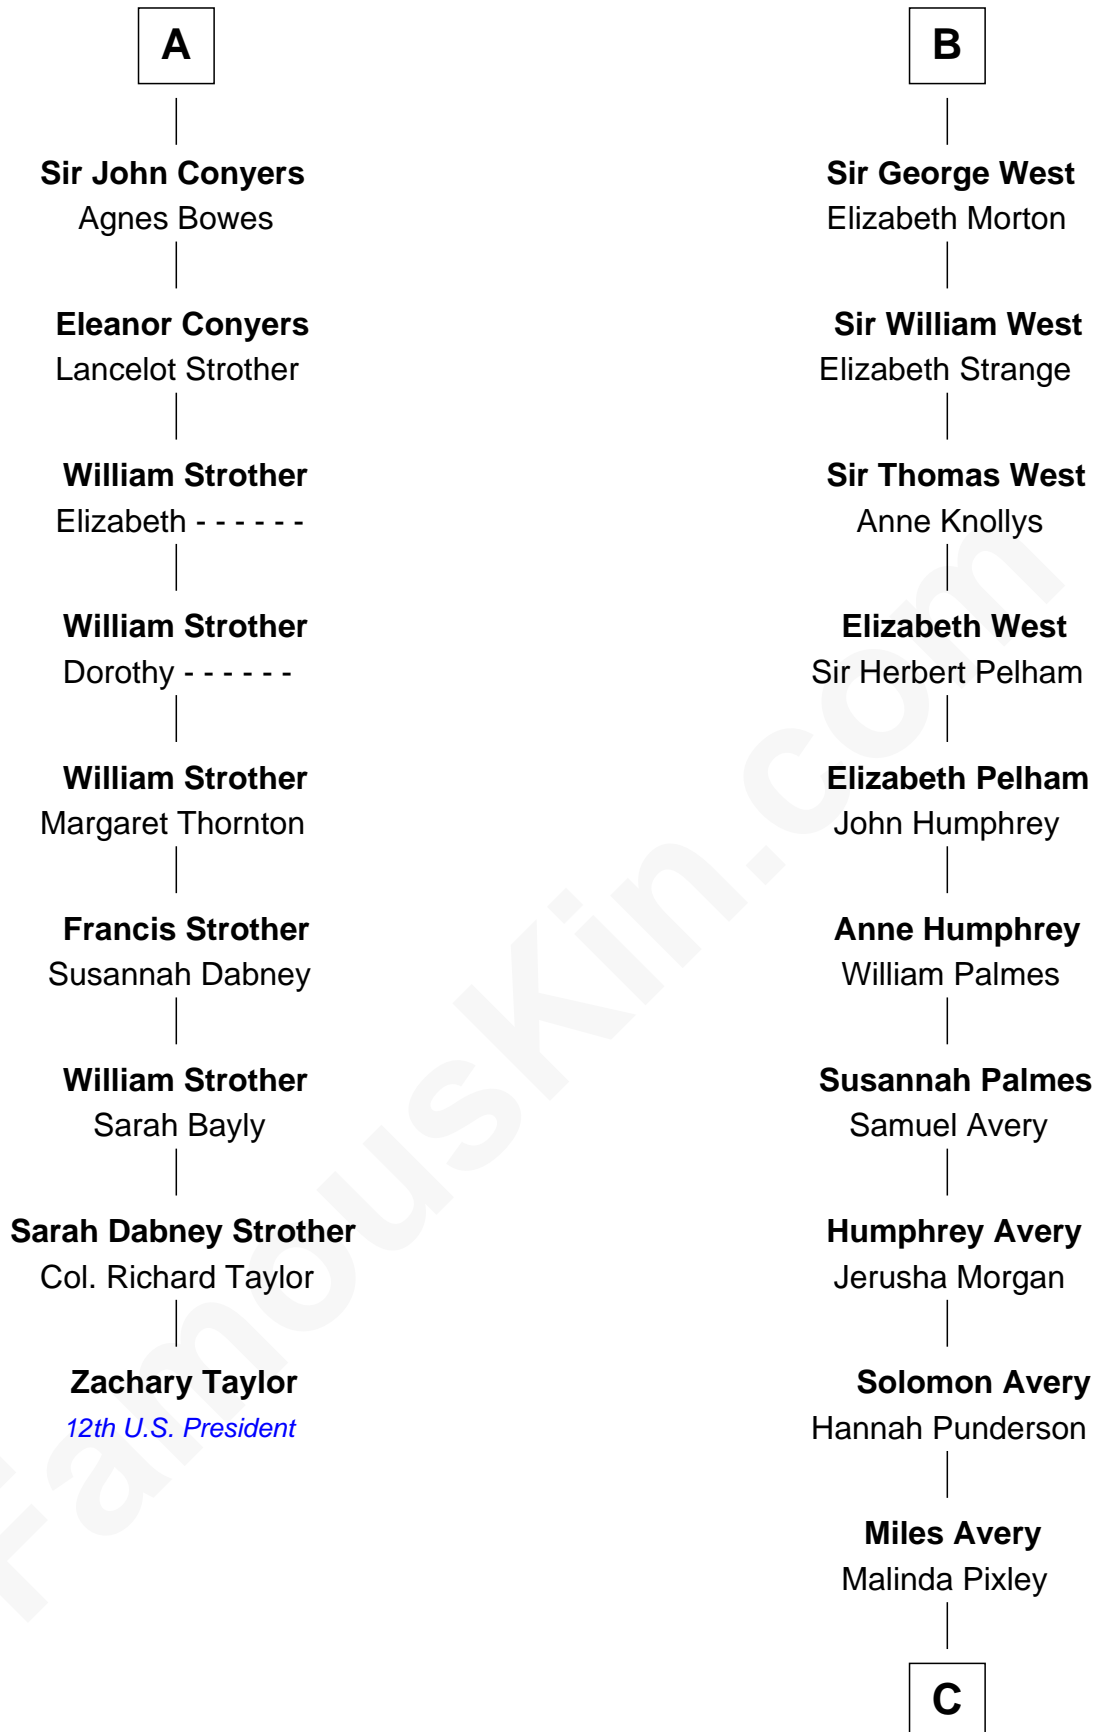 A
Sir John Conyers
Agnes Bowes
Eleanor Conyers
Lancelot Strother
William Strother
Elizabeth - - - - - -
William Strother
Dorothy - - - - - -
William Strother
Margaret Thornton
Francis Strother
Susannah Dabney
William Strother
Sarah Bayly
Sarah Dabney Strother
Col. Richard Taylor
Zachary Taylor
12th U.S. President
B
Sir George West
Elizabeth Morton
Sir William West
Elizabeth Strange
Sir Thomas West
Anne Knollys
Elizabeth West
Sir Herbert Pelham
Elizabeth Pelham
John Humphrey
Anne Humphrey
William Palmes
Susannah Palmes
Samuel Avery
Humphrey Avery
Jerusha Morgan
Solomon Avery
Hannah Punderson
Miles Avery
Malinda Pixley
C
FamousKin.com